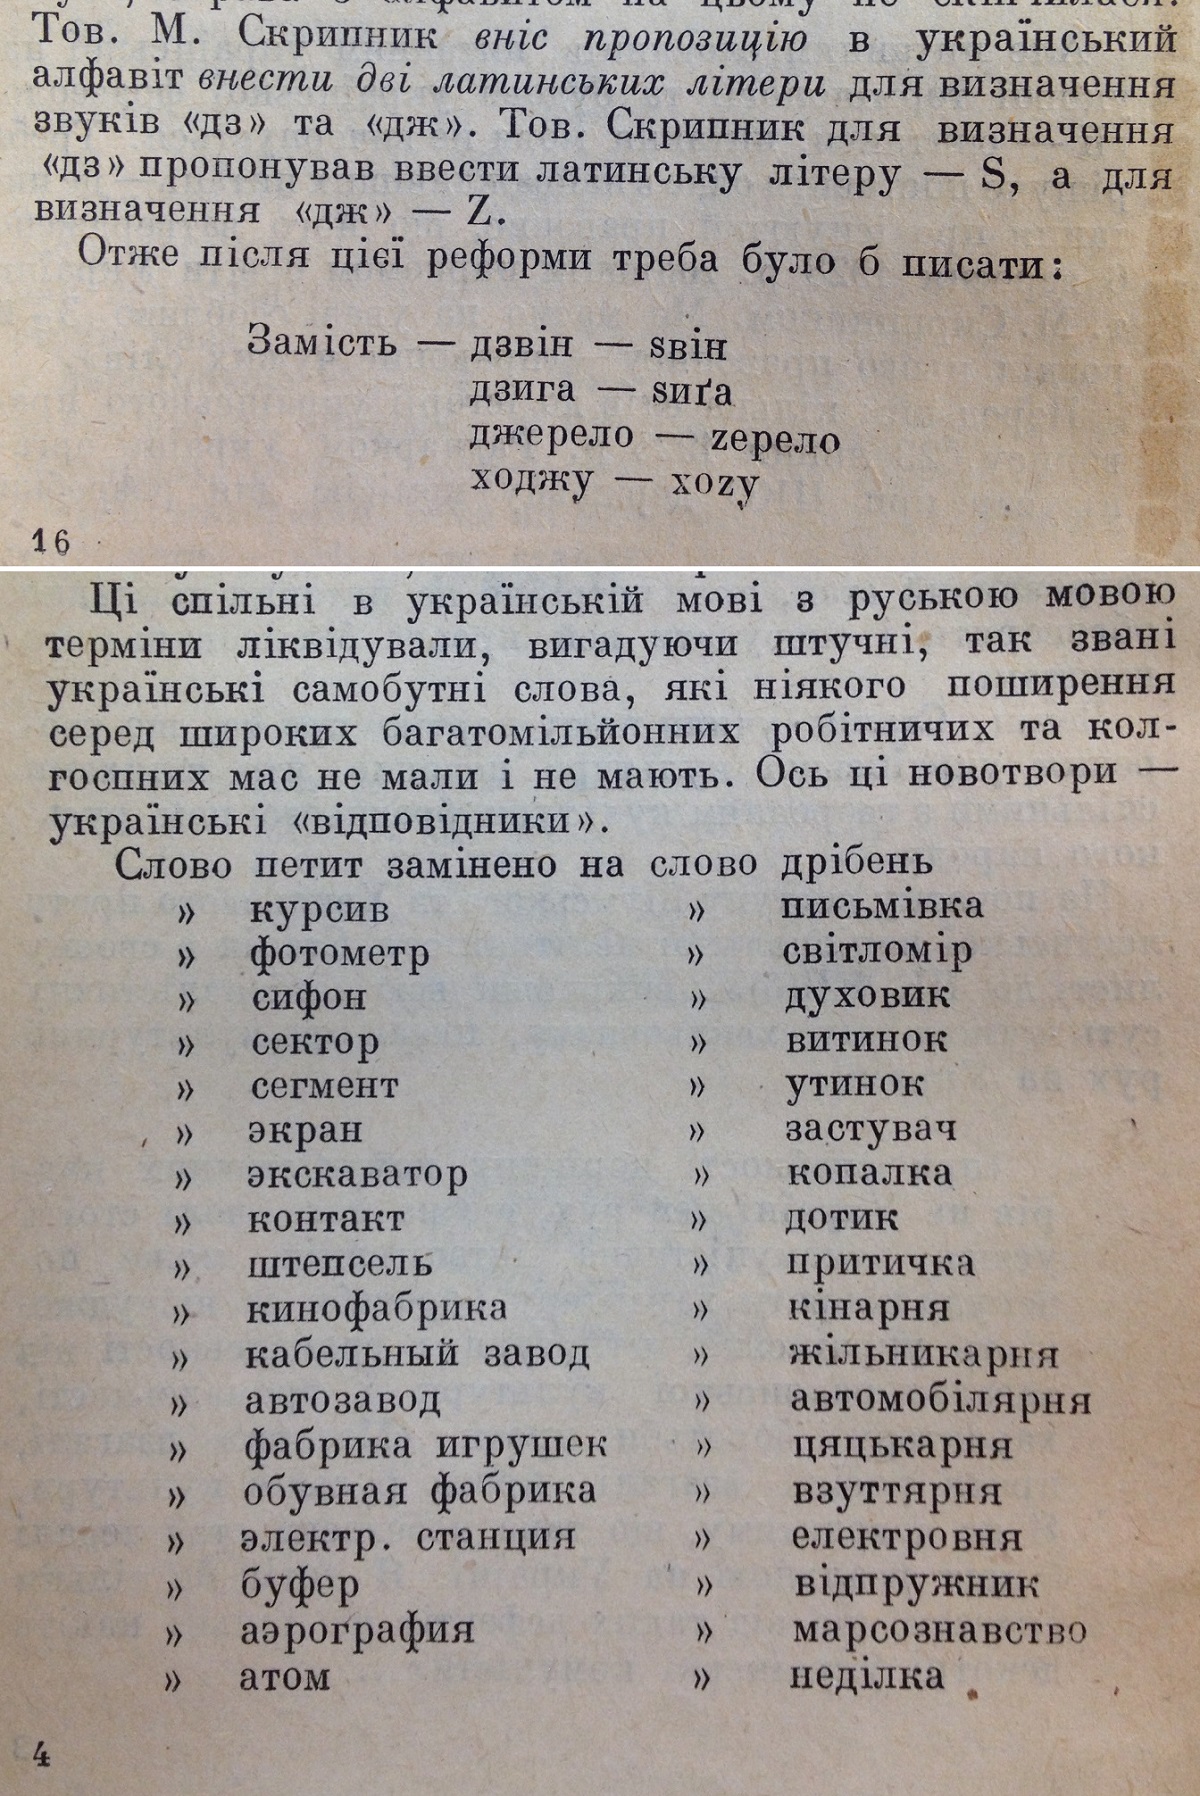 Тов. М. Скрипник вніс пропозицію в український
алфавіт внести дві латинських літери для визначення
звуків «дз» та «дж». Тов. Скрипник для визначення
«дз» пропонував ввести латинську літеру — S, а для
визначення «дж» — Z.
Отже після цієї реформи треба було б писати:
Замість — дзвін — sвін
дзига — sиґа
джерело — zерело
ходжу — хоzу
16
Ці спільні в українській мові з руською мовою
терміни ліквідували, вигадуючи штучні, так звані
українські самобутні слова, які ніякого поширення
серед широких багатомільйонних робітничих та кол-
госпних мас не мали і не мають. Ось ці новотвори —
українські «відповідники».
Слово петит замінено на слово дрібень
» курсив » письмівка
» фотометр » світломір
» сифон » духовик
» сектор » витинок
» сегмент » утинок
» экран » застувач
» экскаватор » копалка
» контакт » дотик
» штепсель » притичка
» кинофабрика » кінарня
» кабельный завод » жільникарня
» автозавод » автомобілярня
» фабрика игрушек » цяцькарня
» обувная фабрика » взуттярня
» электр. станция » електровня
» буфер » відпружник
» аэрография » марсознавство
» атом » неділка
4